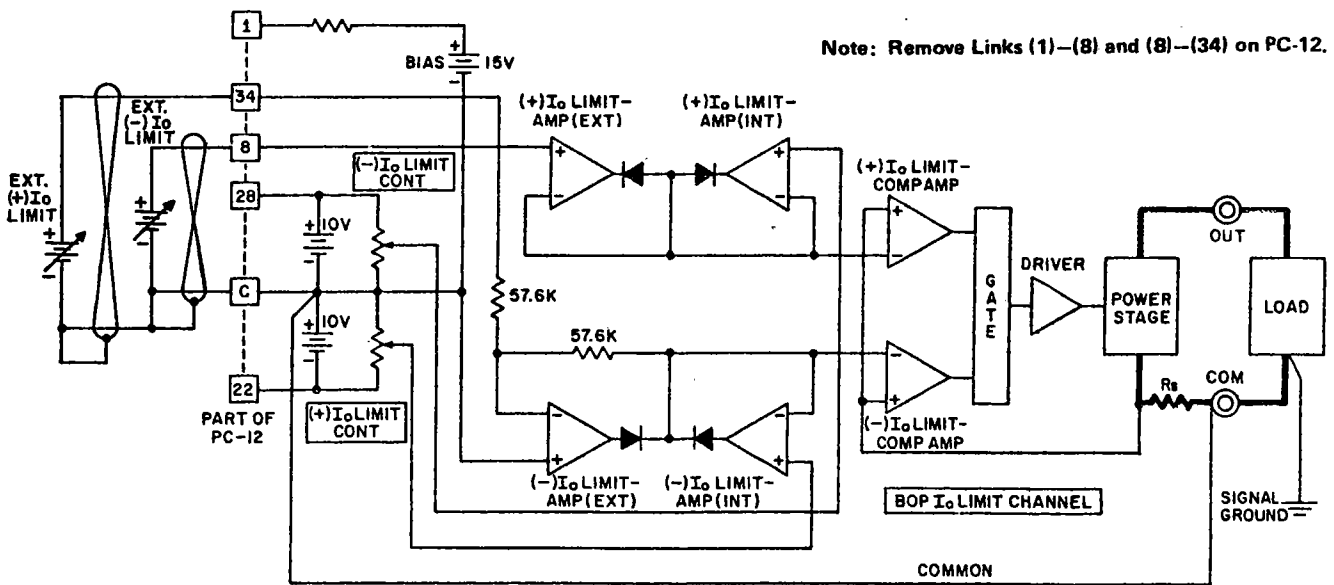 Note: Remove Links (1)–(8) and (8)–(34) on PC-12.
1
BIAS
+
15V
-
34
EXT.
(-)Io
LIMIT
8
EXT.
(+)Io
LIMIT
+
-
+
-
28
(-)Io LIMIT
CONT
+
10V
-
C
+
10V
-
22
PART OF
PC-12
(+)Io LIMIT
CONT
(+)Io LIMIT-
AMP(EXT)
(+)Io LIMIT-
AMP(INT)
+
-
+
-
57.6K
57.6K
-
+
-
+
(-)Io LIMIT-
AMP(EXT)
(-)Io LIMIT-
AMP(INT)
(+)Io LIMIT-
COMPAMP
+
-
-
+
(-)Io LIMIT-
COMP AMP
GATE
DRIVER
POWER
STAGE
OUT
LOAD
Rs
COM
BOP Io LIMIT CHANNEL
SIGNAL
GROUND
COMMON